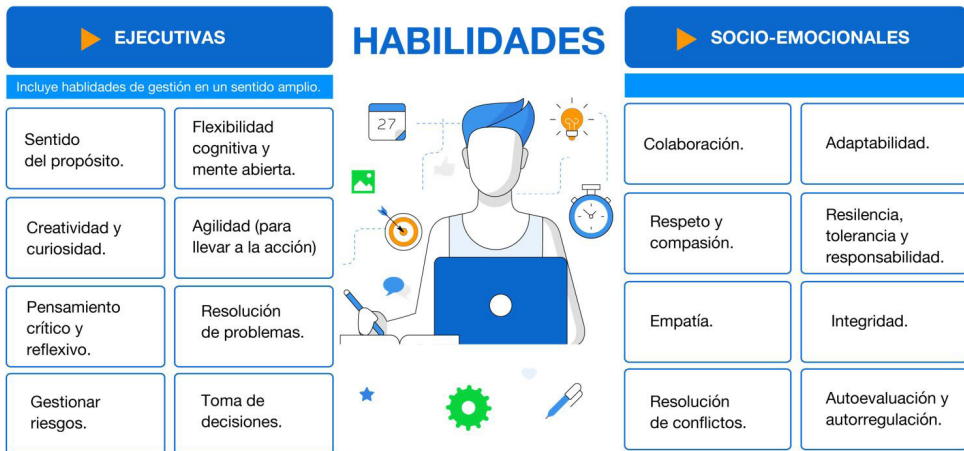 EJECUTIVAS
Incluye hablidades de gestión en un sentido amplio.
Sentido
del propósito.
Flexibilidad
cognitiva y
mente abierta.
Creatividad y
curiosidad.
Agilidad (para
llevar a la acción)
Pensamiento
crítico y
reflexivo.
Resolución
de problemas.
Gestionar
riesgos.
Toma de
decisiones.
HABILIDADES
27
SOCIO-EMOCIONALES
Colaboración.
Adaptabilidad.
Respeto y
compasión.
Resilencia,
tolerancia y
responsabilidad.
Empatía.
Integridad.
Resolución
de conflictos.
Autoevaluación y
autorregulación.